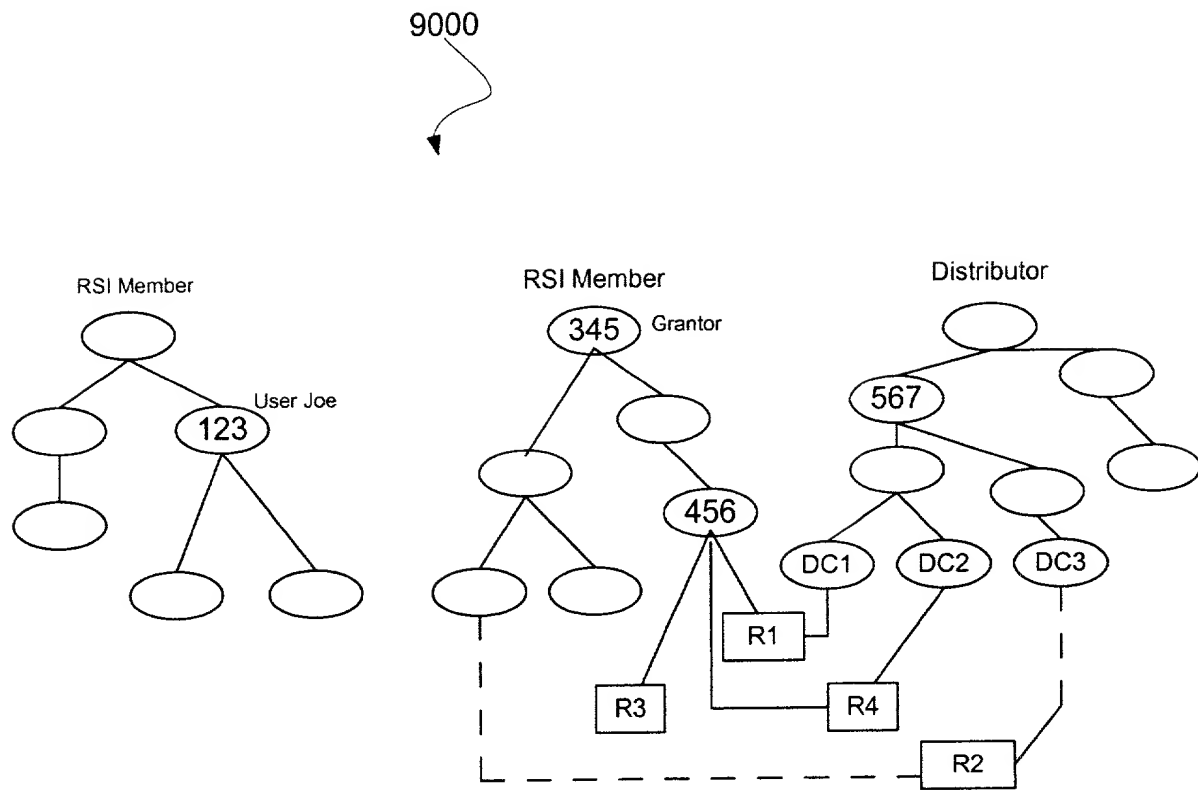 9000
RSI Member
RSI Member
Distributor
345
Grantor
User Joe
123
567
456
DC1
DC2
DC3
R1
R3
R4
R2